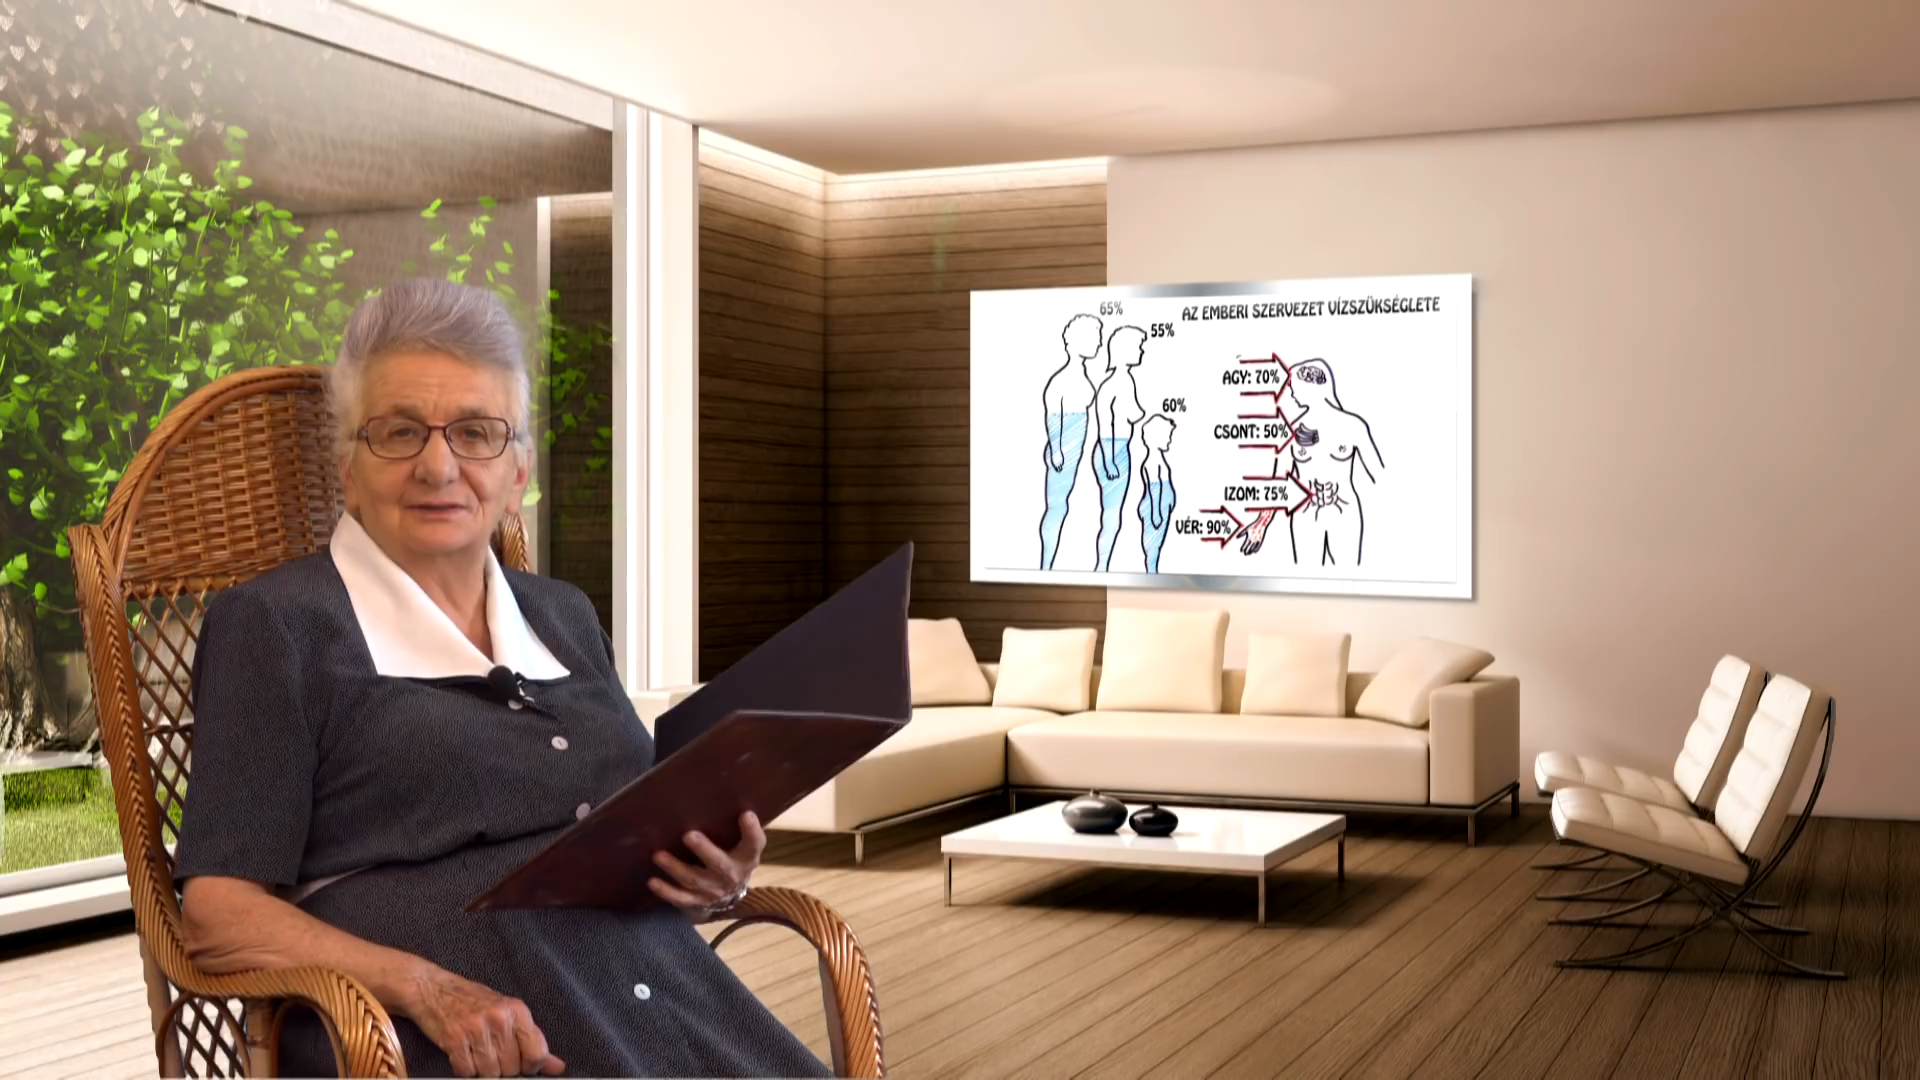 AZ EMBERI SZERVEZET VÍZSZÜKSÉGLETE
65%
55%
60%
AGY: 70%
CSONT: 50%
IZOM: 75%
VÉR: 90%